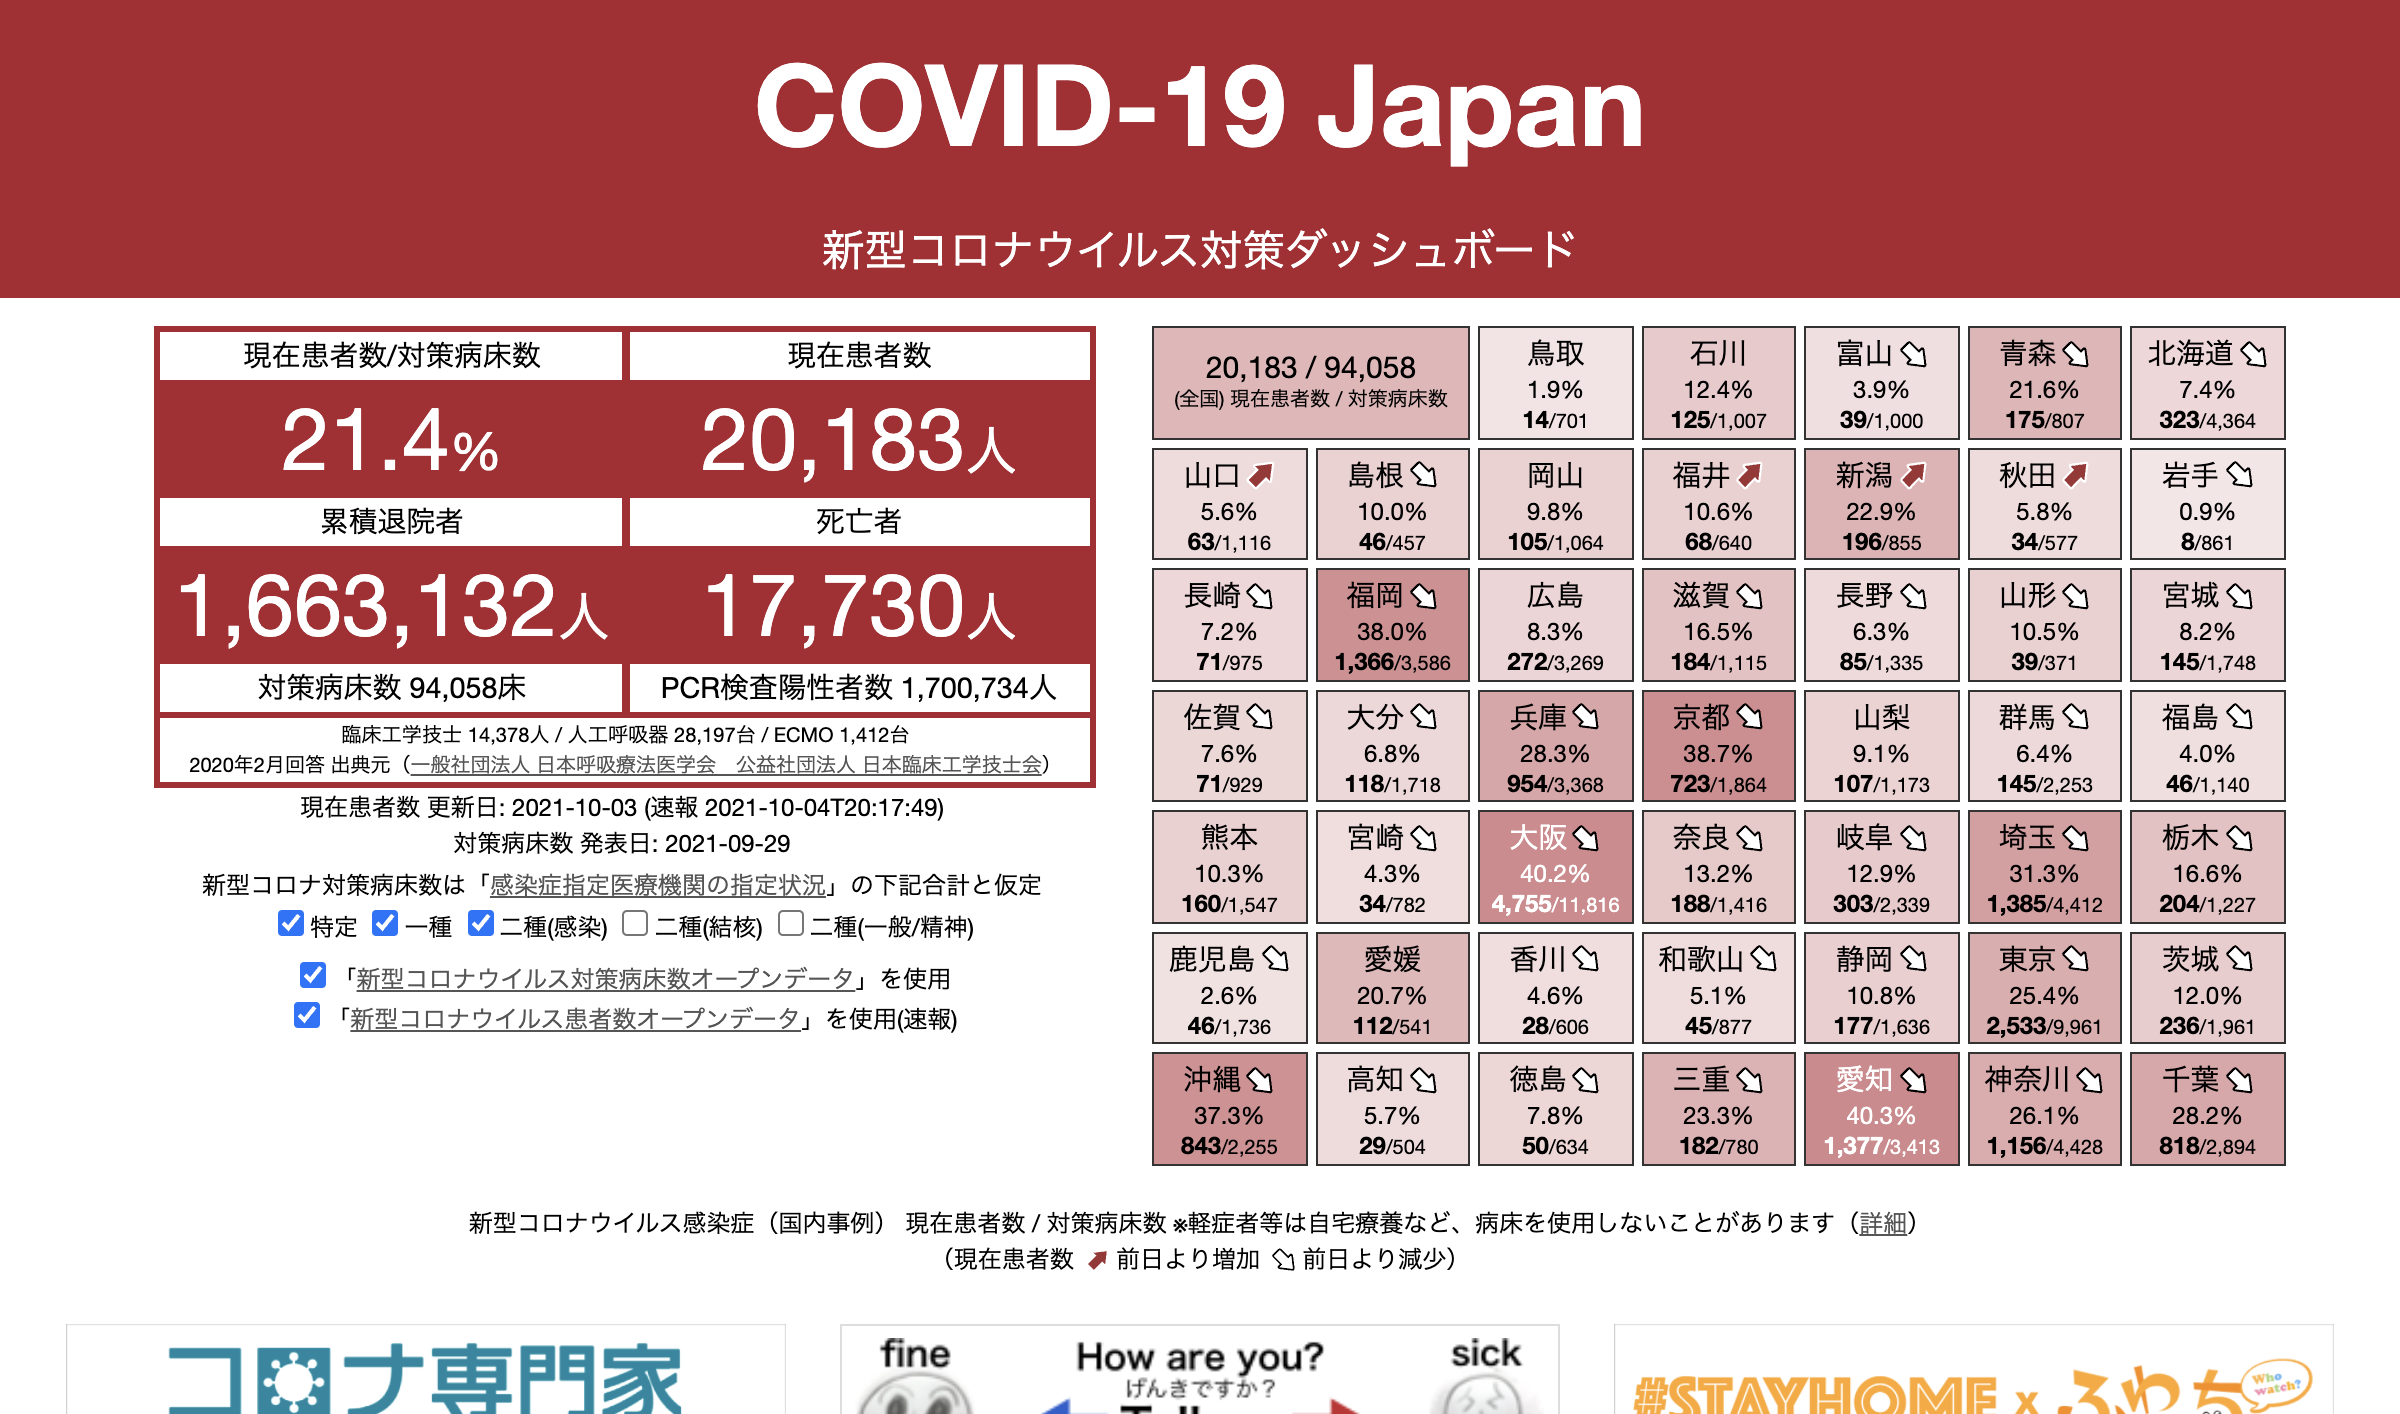 COVID-19 Japan
新型コロナウイルス対策ダッシュボード
現在患者数/対策病床数
現在患者数
21.4%
20,183人
累積退院者
死亡者
1,663,132人
17,730人
対策病床数 94,058床
PCR検査陽性者数 1,700,734人
臨床工学技士 14,378人 / 人工呼吸器 28,197台 / ECMO 1,412台
2020年2月回答 出典元（一般社団法人 日本呼吸療法医学会　公益社団法人 日本臨床工学技士会）
現在患者数 更新日: 2021-10-03 (速報 2021-10-04T20:17:49)
対策病床数 発表日: 2021-09-29
新型コロナ対策病床数は「感染症指定医療機関の指定状況」の下記合計と仮定
特定 一種 二種(感染) 二種(結核) 二種(一般/精神)
「新型コロナウイルス対策病床数オープンデータ」を使用
「新型コロナウイルス患者数オープンデータ」を使用(速報)
20,183 / 94,058
(全国) 現在患者数 / 対策病床数
鳥取
1.9%
14/701
石川
12.4%
125/1,007
富山
3.9%
39/1,000
青森
21.6%
175/807
北海道
7.4%
323/4,364
山口
5.6%
63/1,116
島根
10.0%
46/457
岡山
9.8%
105/1,064
福井
10.6%
68/640
新潟
22.9%
196/855
秋田
5.8%
34/577
岩手
0.9%
8/861
長崎
7.2%
71/975
福岡
38.0%
1,366/3,586
広島
8.3%
272/3,269
滋賀
16.5%
184/1,115
長野
6.3%
85/1,335
山形
10.5%
39/371
宮城
8.2%
145/1,748
佐賀
7.6%
71/929
大分
6.8%
118/1,718
兵庫
28.3%
954/3,368
京都
38.7%
723/1,864
山梨
9.1%
107/1,173
群馬
6.4%
145/2,253
福島
4.0%
46/1,140
熊本
10.3%
160/1,547
宮崎
4.3%
34/782
大阪
40.2%
4,755/11,816
奈良
13.2%
188/1,416
岐阜
12.9%
303/2,339
埼玉
31.3%
1,385/4,412
栃木
16.6%
204/1,227
鹿児島
2.6%
46/1,736
愛媛
20.7%
112/541
香川
4.6%
28/606
和歌山
5.1%
45/877
静岡
10.8%
177/1,636
東京
25.4%
2,533/9,961
茨城
12.0%
236/1,961
沖縄
37.3%
843/2,255
高知
5.7%
29/504
徳島
7.8%
50/634
三重
23.3%
182/780
愛知
40.3%
1,377/3,413
神奈川
26.1%
1,156/4,428
千葉
28.2%
818/2,894
新型コロナウイルス感染症（国内事例） 現在患者数 / 対策病床数 ※軽症者等は自宅療養など、病床を使用しないことがあります（詳細）
（現在患者数 前日より増加 前日より減少）
コロナ専門家
fine
How are you?
sick
げんきですか？
#STAYHOME x ふわっち
Who watch?